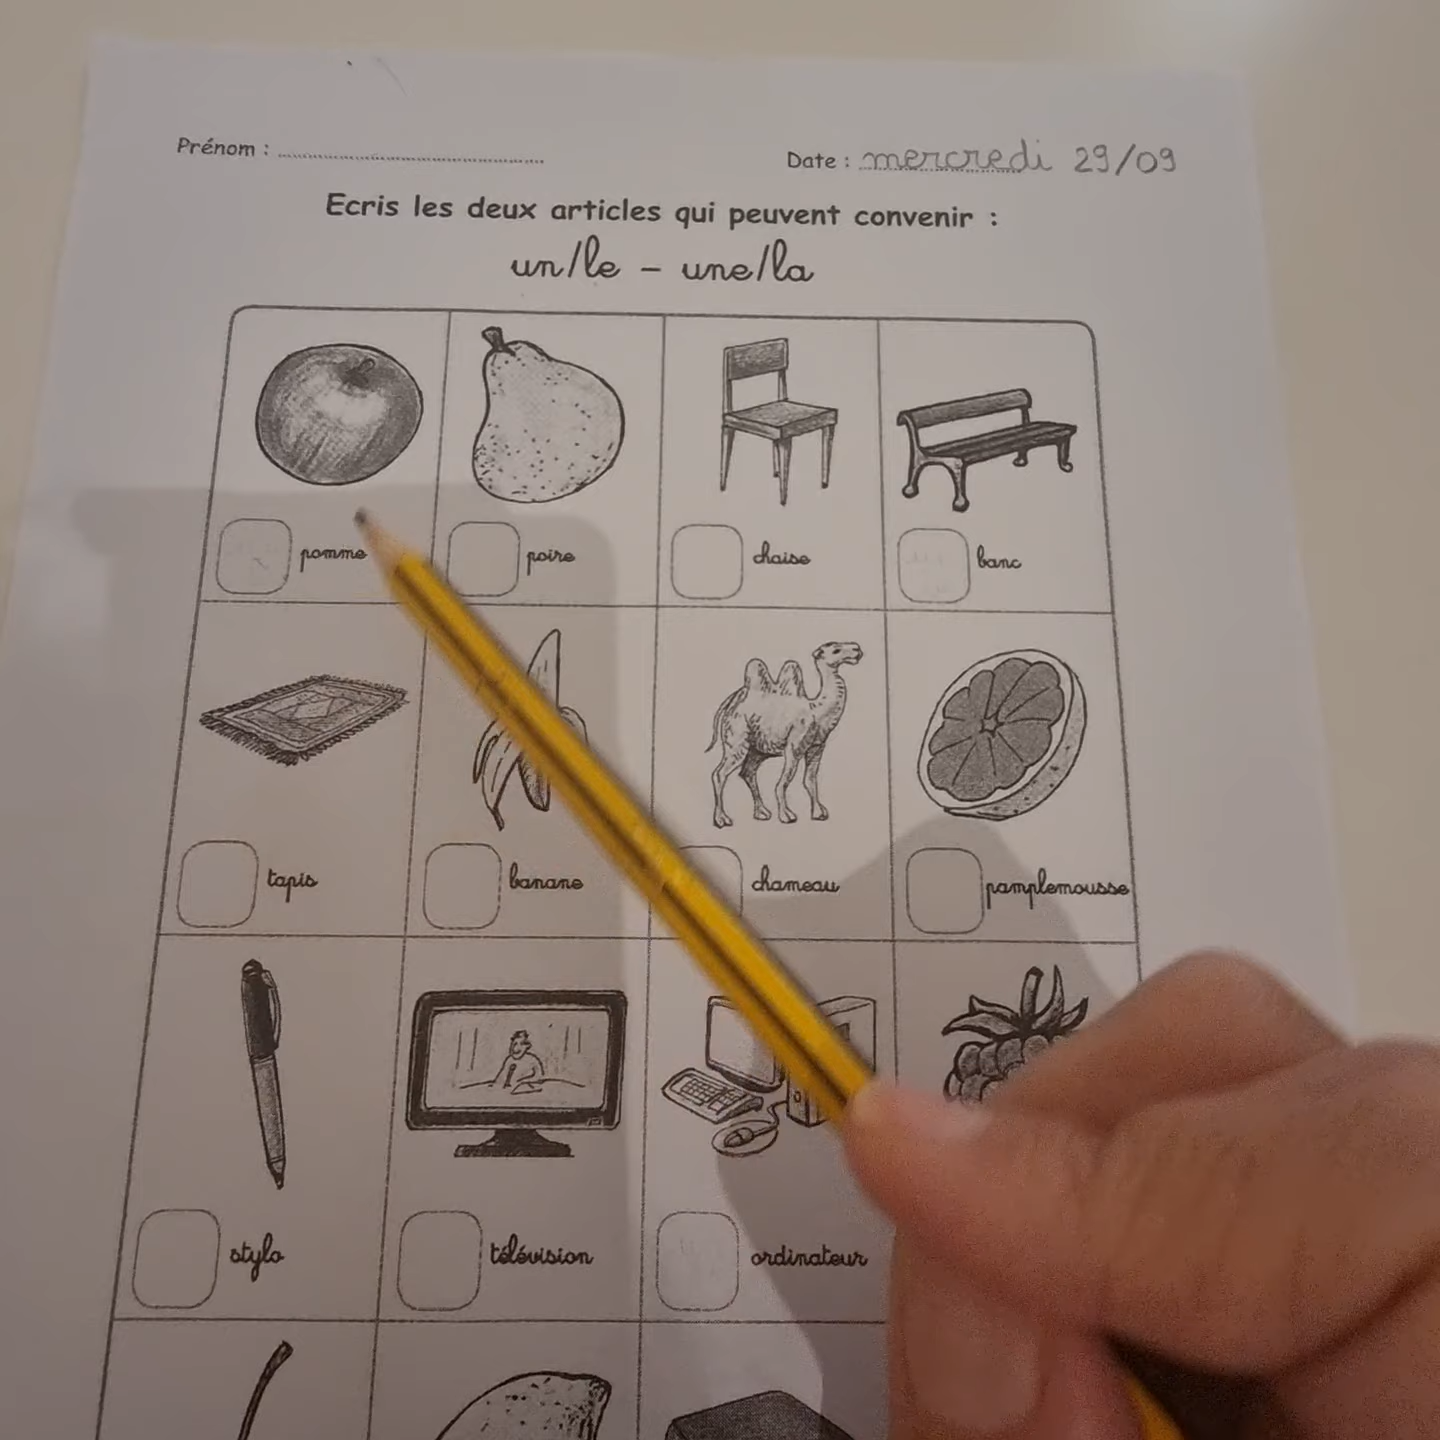 Prénom : ........................................
Date : mercredi 29/09
Ecris les deux articles qui peuvent convenir :
un/le – une/la
pomme
poire
chaise
banc
tapis
banane
chameau
pamplemousse
stylo
télévision
ordinateur